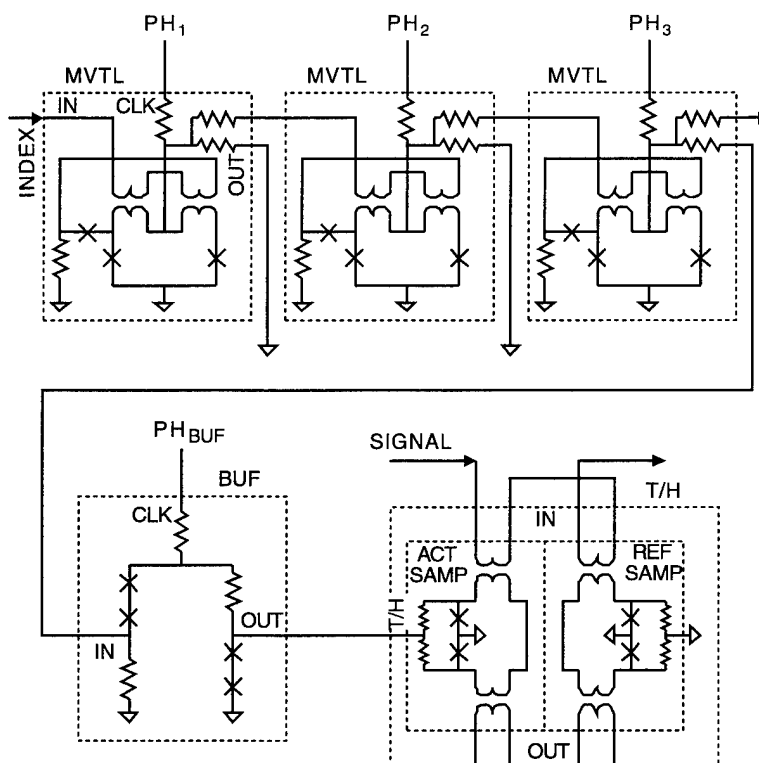 PH1 PH2 PH3
MVTL MVTL MVTL
IN CLK
INDEX
OUT
PHBUF
BUF
CLK
IN
OUT
SIGNAL
T/H
IN
ACT SAMP
REF SAMP
T/H
OUT